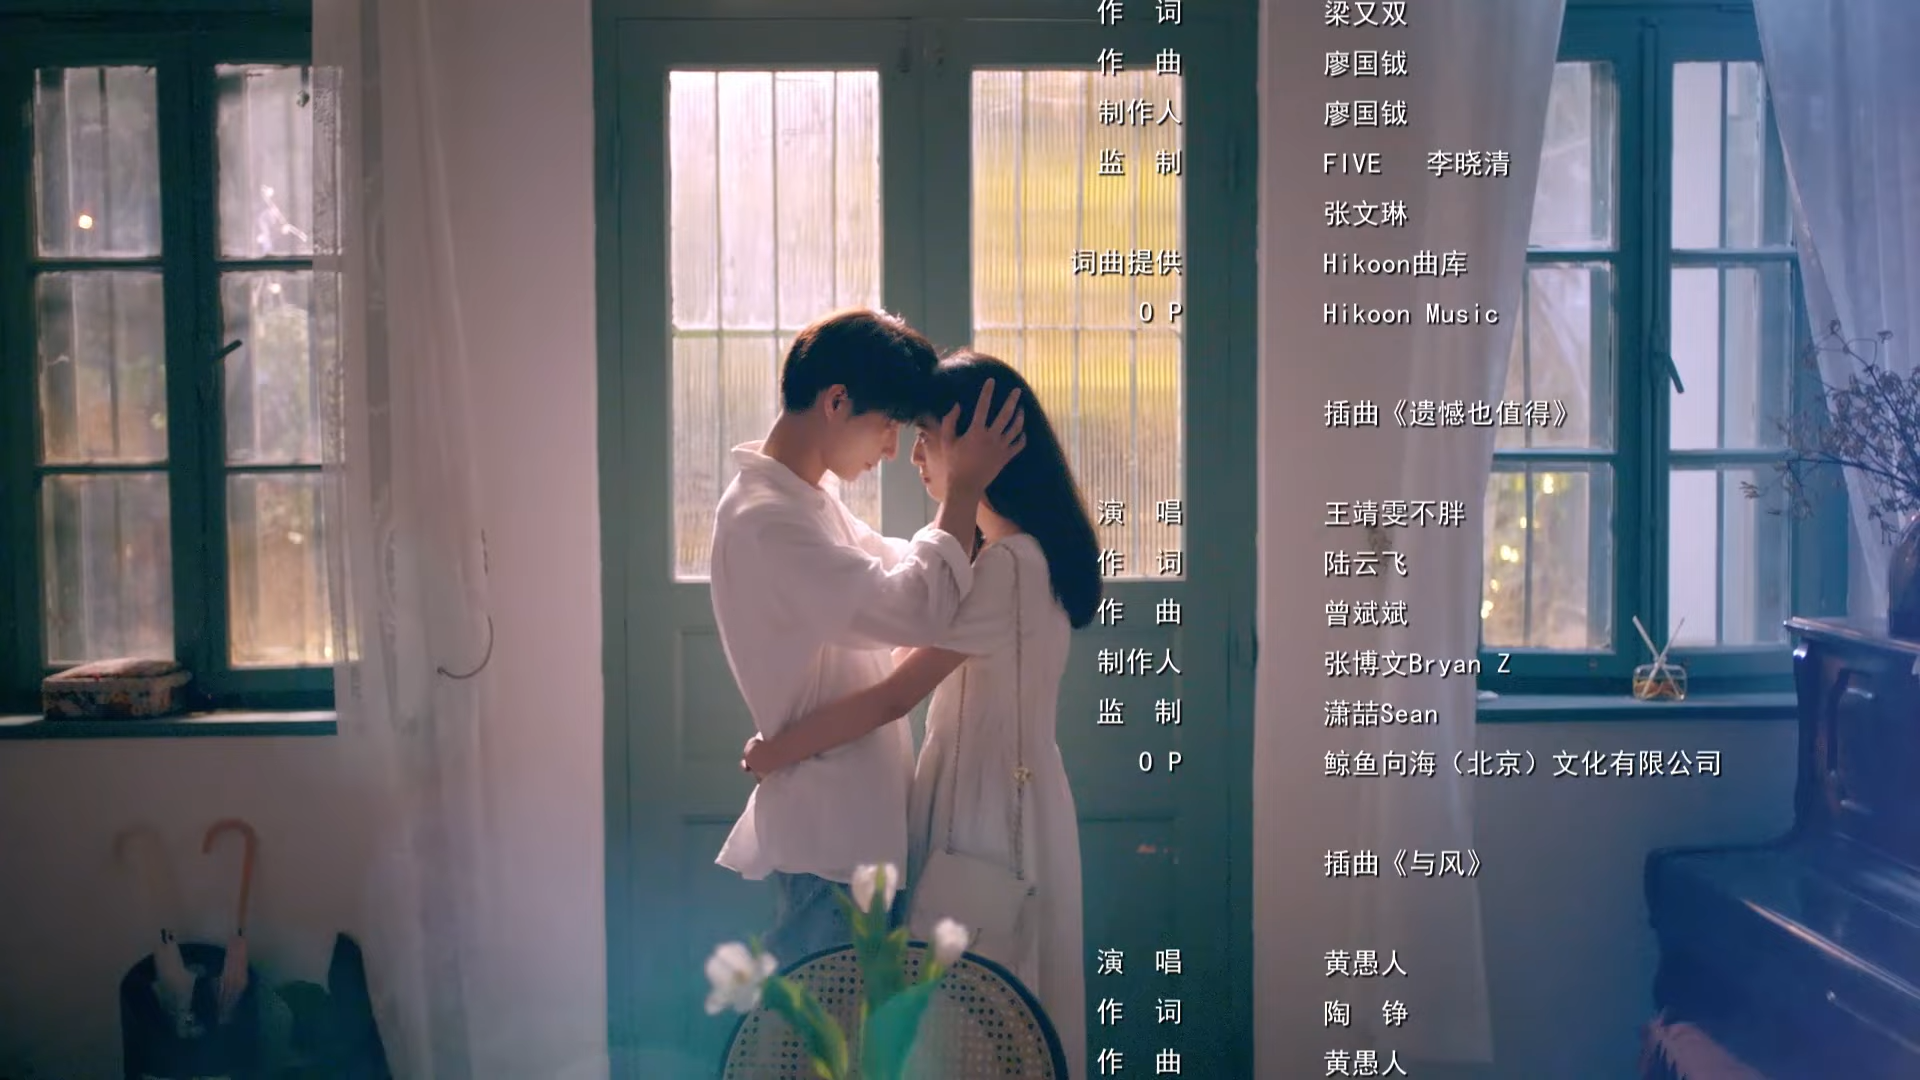 作　词　梁又双
作　曲　廖国钺
制作人　廖国钺
监　制　FIVE　李晓清
张文琳
词曲提供　Hikoon曲库
O P　Hikoon Music
插曲《遗憾也值得》
演　唱　王靖雯不胖
作　词　陆云飞
作　曲　曾斌斌
制作人　张博文Bryan Z
监　制　潇喆Sean
O P　鲸鱼向海（北京）文化有限公司
插曲《与风》
演　唱　黄愚人
作　词　陶　铮
作　曲　黄愚人